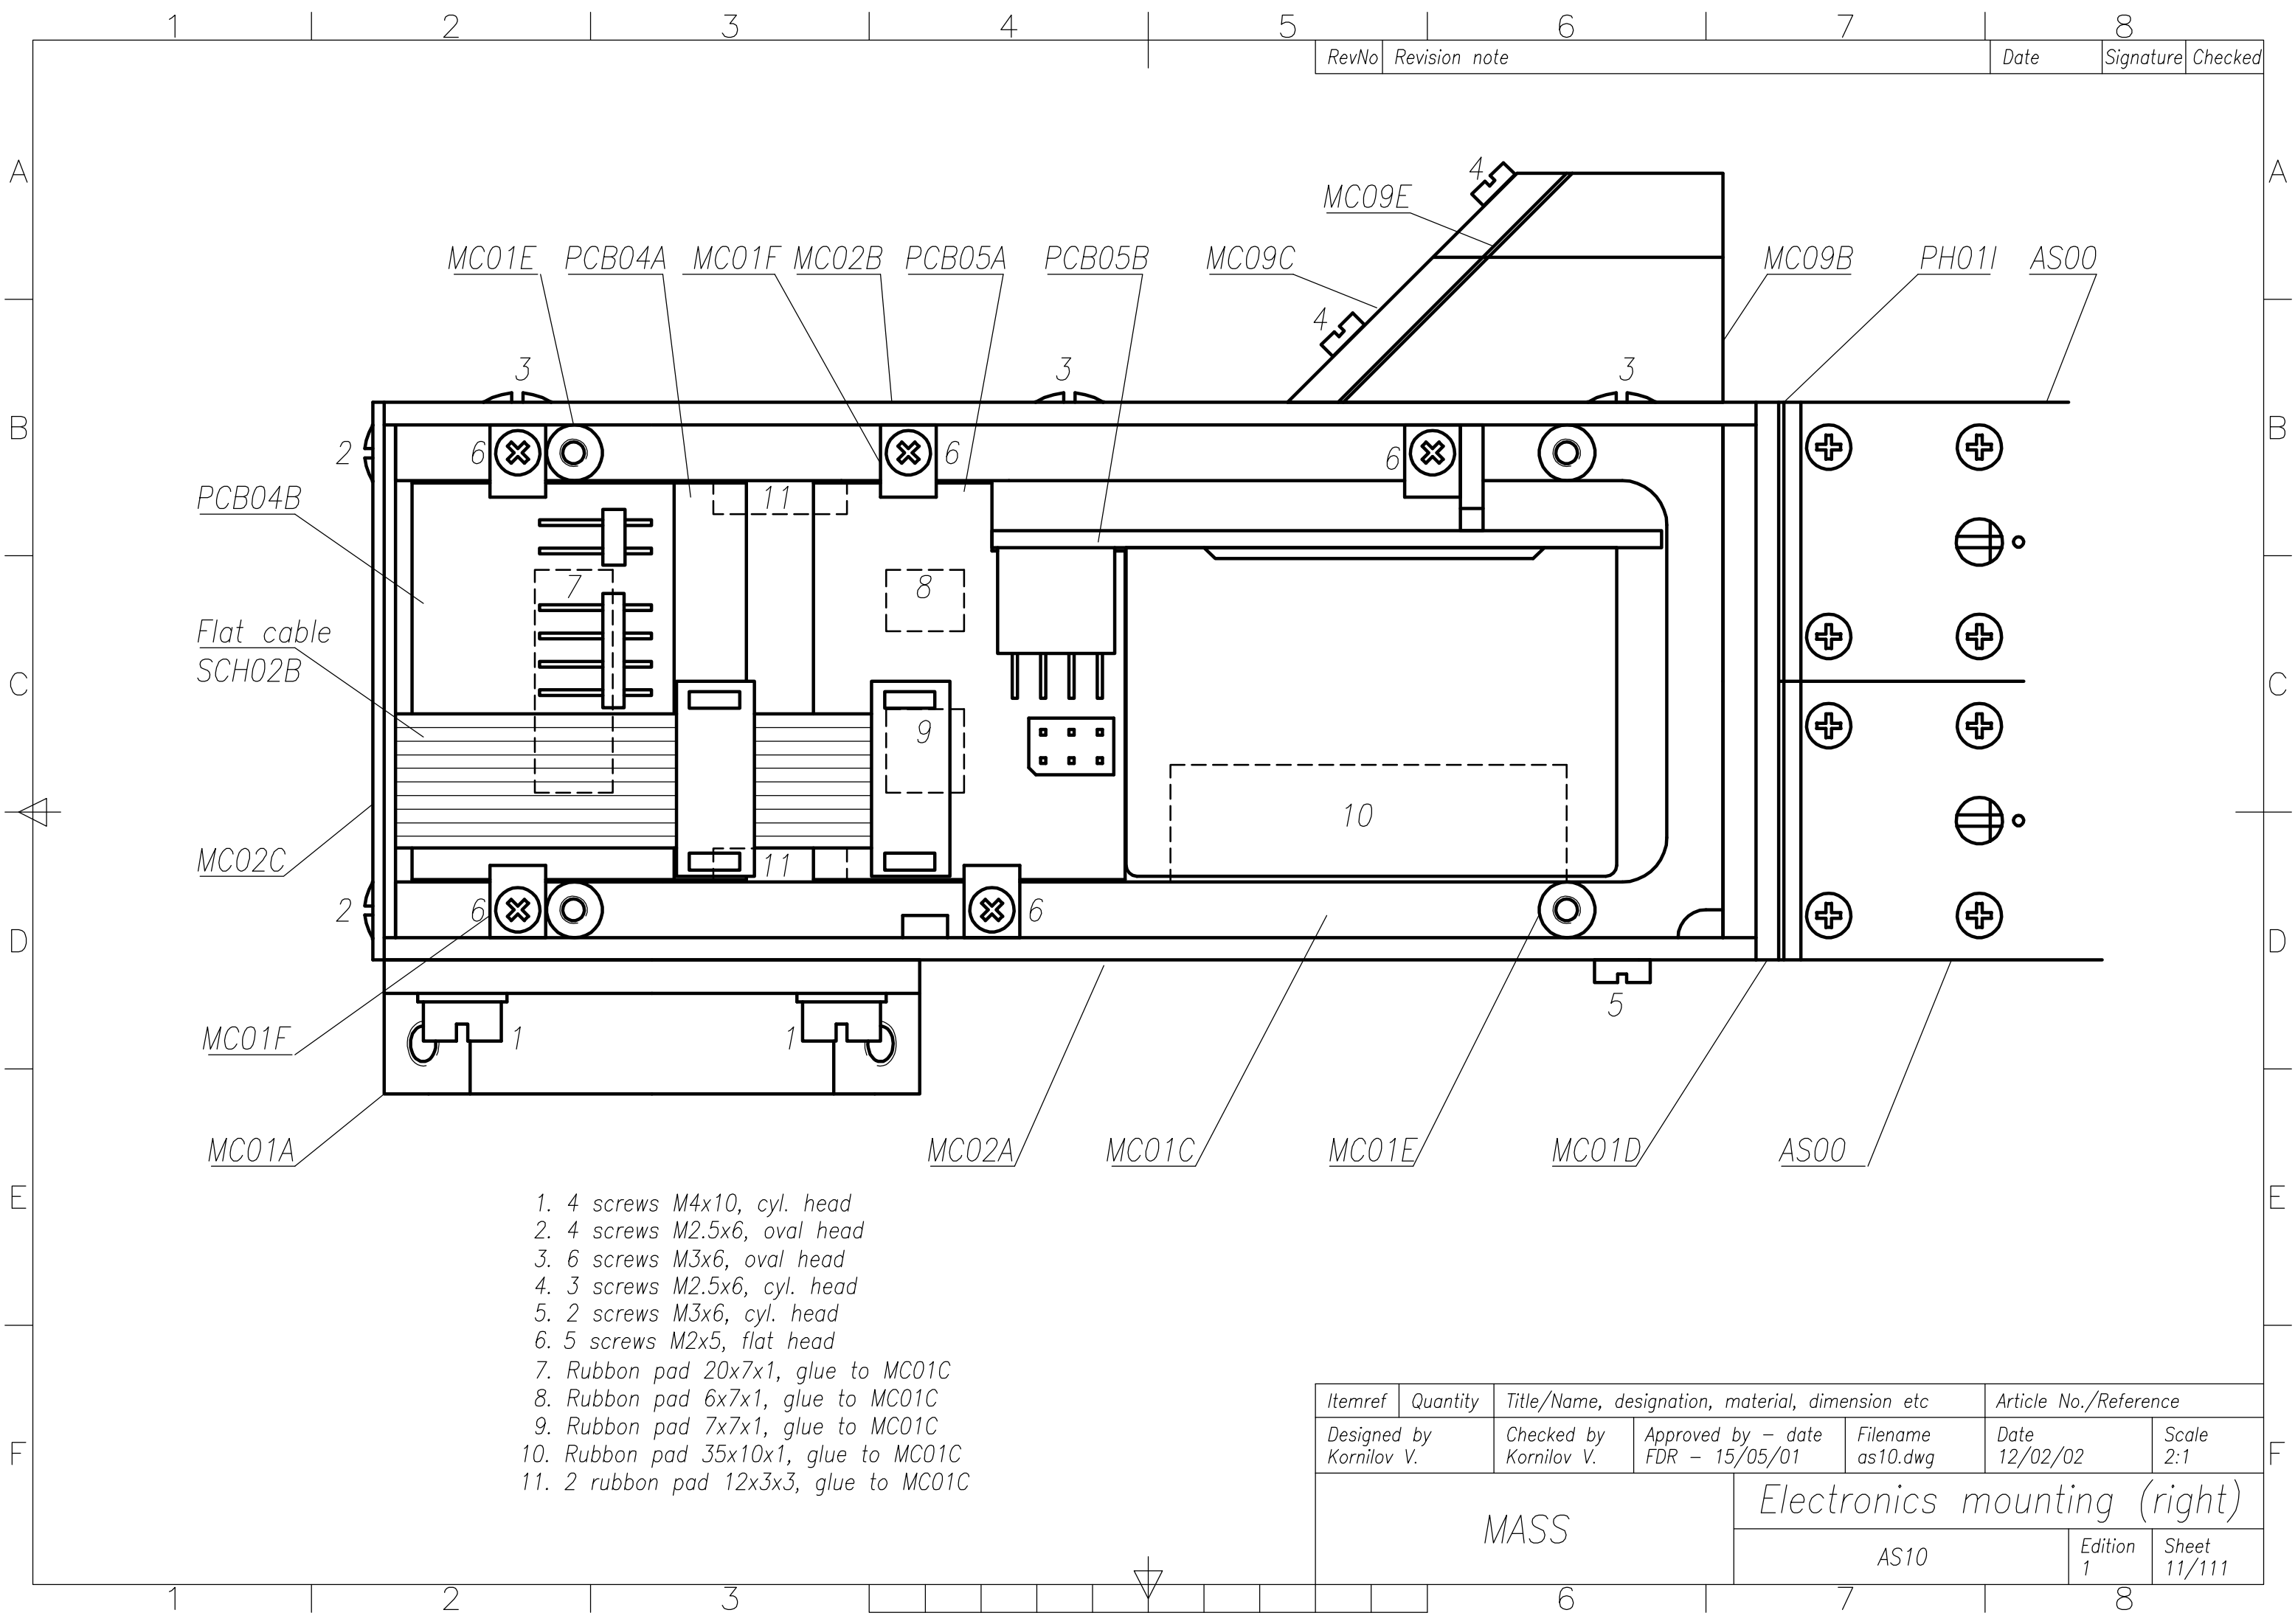 1 2 3 4 5 6 7 8
RevNo Revision note Date Signature Checked
A A
4
MC09E
MC01E PCB04A MC01F MC02B PCB05A PCB05B MC09C MC09B PH01I AS00
4
3 3 3
B B
2 6 6 6
PCB04B 11
7 8
Flat cable
SCH02B
C C
9
10
MC02C 11
2 6 6
D D
5
MC01F 1 1
MC01A MC02A MC01C MC01E MC01D AS00
E E
1. 4 screws M4x10, cyl. head
2. 4 screws M2.5x6, oval head
3. 6 screws M3x6, oval head
4. 3 screws M2.5x6, cyl. head
5. 2 screws M3x6, cyl. head
6. 5 screws M2x5, flat head
7. Rubbon pad 20x7x1, glue to MC01C
8. Rubbon pad 6x7x1, glue to MC01C
9. Rubbon pad 7x7x1, glue to MC01C
10. Rubbon pad 35x10x1, glue to MC01C
11. 2 rubbon pad 12x3x3, glue to MC01C
F F
Itemref Quantity Title/Name, designation, material, dimension etc Article No./Reference
Designed by Checked by Approved by - date Filename Date Scale
Kornilov V. Kornilov V. FDR - 15/05/01 as10.dwg 12/02/02 2:1
MASS
Electronics mounting (right)
AS10
Edition Sheet
1 11/111
1 2 3 6 7 8